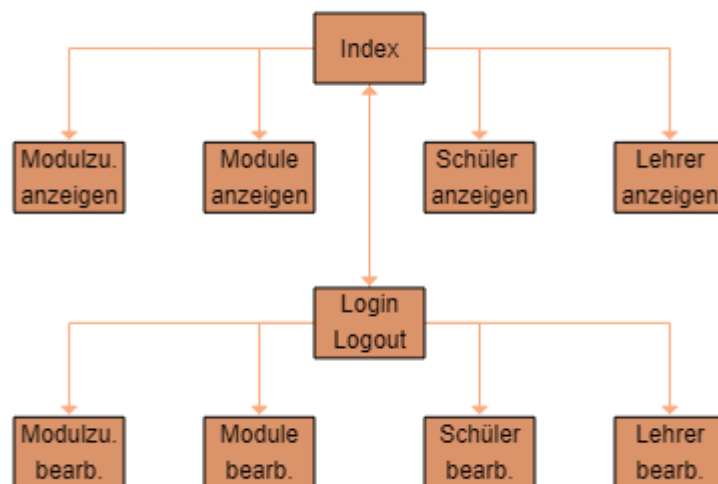 Index
Modulzu.
anzeigen
Module
anzeigen
Schüler
anzeigen
Lehrer
anzeigen
Login
Logout
Modulzu.
bearb.
Module
bearb.
Schüler
bearb.
Lehrer
bearb.